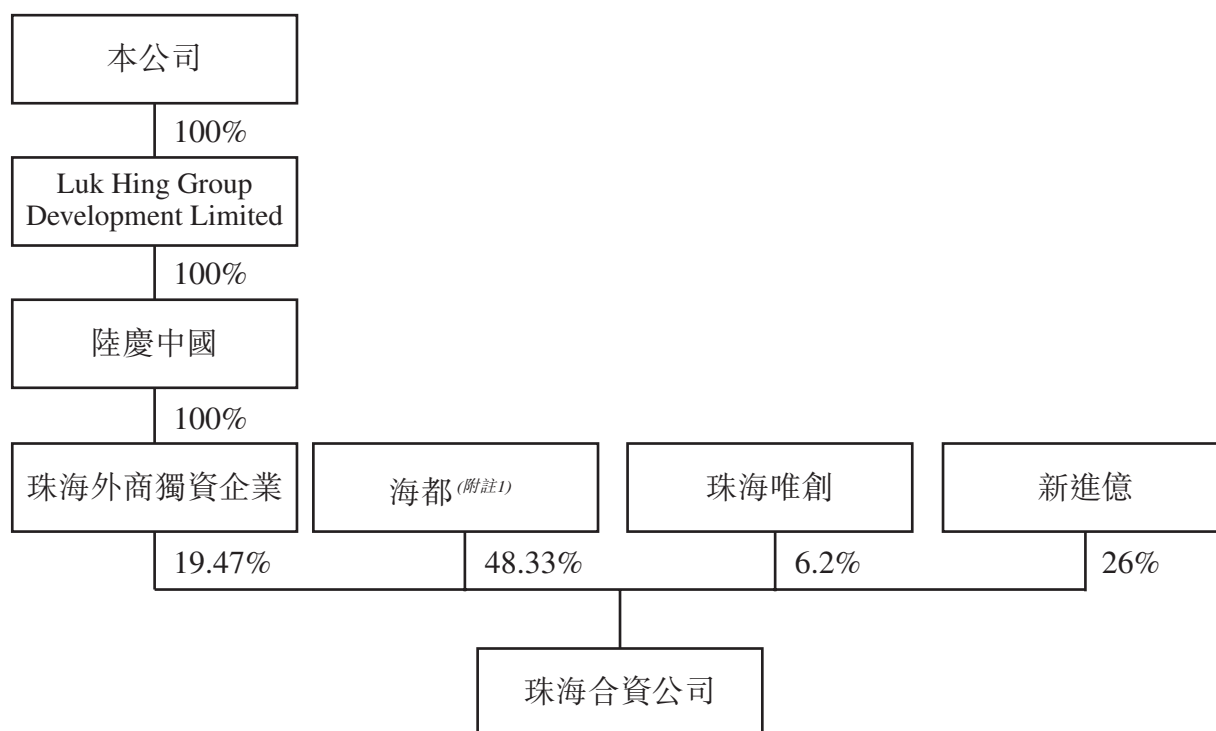 本公司
100%
Luk Hing Group
Development Limited
100%
陸慶中國
100%
珠海外商獨資企業
海都(附註1)
珠海唯創
新進億
19.47%
48.33%
6.2%
26%
珠海合資公司